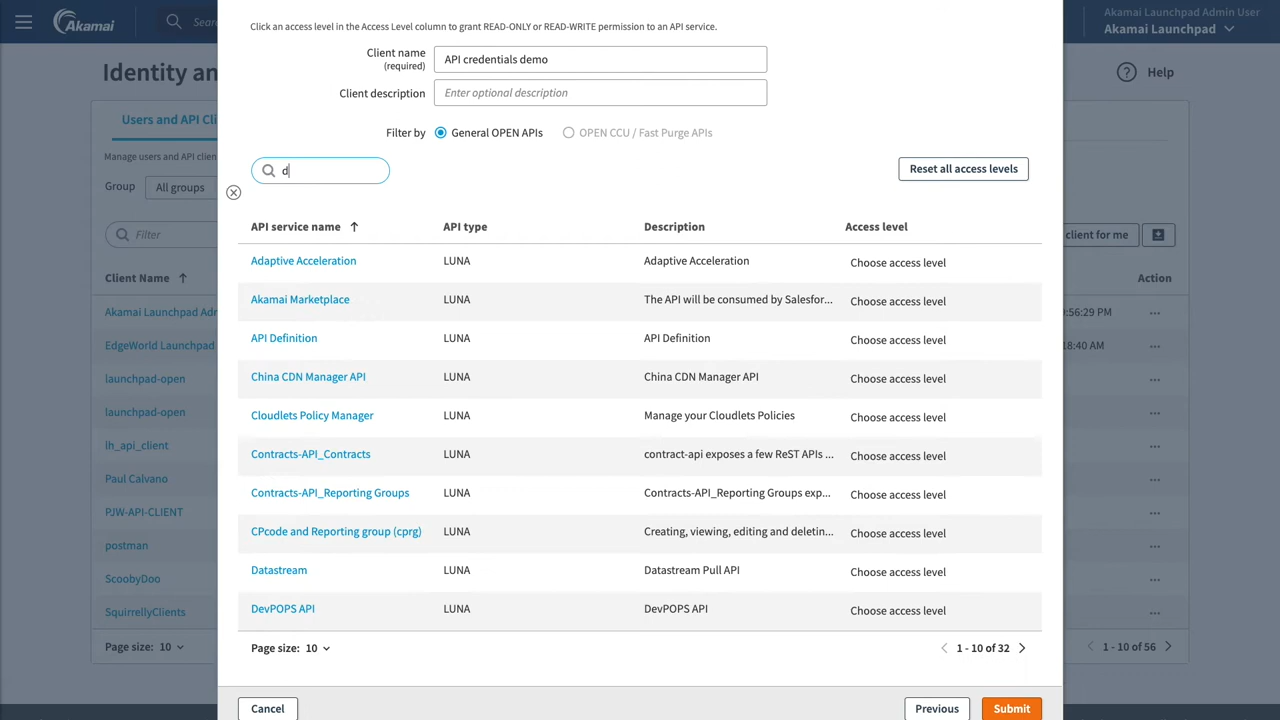 Akamai
Sear
Akamai Launchpad Admin User
Akamai Launchpad
Identity an
Help
Users and API Cli
Manage users and API client
Group
All groups
Filter
client for me
Client Name
Action
Akamai Launchpad Adr
:56:29 PM
EdgeWorld Launchpad
18:40 AM
launchpad-open
launchpad-open
lh_api_client
Paul Calvano
PJW-API-CLIENT
postman
ScoobyDoo
SquirrellyClients
Page size: 10
1 - 10 of 56
Click an access level in the Access Level column to grant READ-ONLY or READ-WRITE permission to an API service.
Client name
(required)
API credentials demo
Client description
Enter optional description
Filter by
General OPEN APIs
OPEN CCU / Fast Purge APIs
d
Reset all access levels
API service name API type Description Access level
Adaptive Acceleration LUNA Adaptive Acceleration Choose access level
Akamai Marketplace LUNA The API will be consumed by Salesfor... Choose access level
API Definition LUNA API Definition Choose access level
China CDN Manager API LUNA China CDN Manager API Choose access level
Cloudlets Policy Manager LUNA Manage your Cloudlets Policies Choose access level
Contracts-API_Contracts LUNA contract-api exposes a few ReST APIs ... Choose access level
Contracts-API_Reporting Groups LUNA Contracts-API_Reporting Groups exp... Choose access level
CPcode and Reporting group (cprg) LUNA Creating, viewing, editing and deletin... Choose access level
Datastream LUNA Datastream Pull API Choose access level
DevPOPS API LUNA DevPOPS API Choose access level
Page size: 10
1 - 10 of 32
Cancel
Previous
Submit